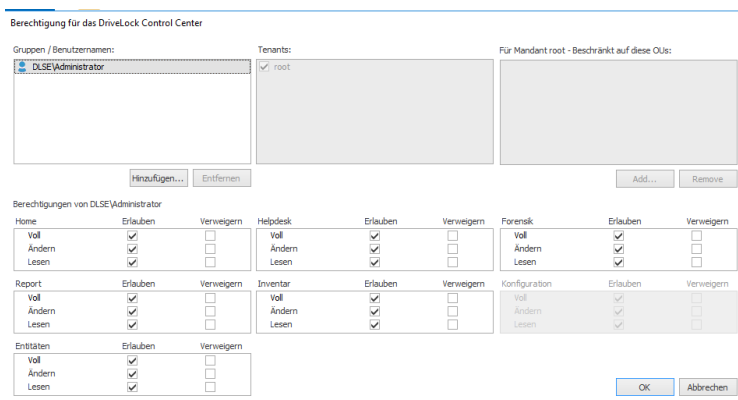 Berechtigung für das DriveLock Control Center
Gruppen / Benutzernamen: Tenants: Für Mandant root - Beschränkt auf diese OUs:
DLSE\Administrator root
Hinzufügen... Entfernen Add... Remove
Berechtigungen von DLSE\Administrator
Home Erlauben Verweigern Helpdesk Erlauben Verweigern Forensik Erlauben Verweigern
Voll Voll Voll
Ändern Ändern Ändern
Lesen Lesen Lesen
Report Erlauben Verweigern Inventar Erlauben Verweigern Konfiguration Erlauben Verweigern
Voll Voll Voll
Ändern Ändern Ändern
Lesen Lesen Lesen
Entitäten Erlauben Verweigern
Voll
Ändern
Lesen
OK Abbrechen